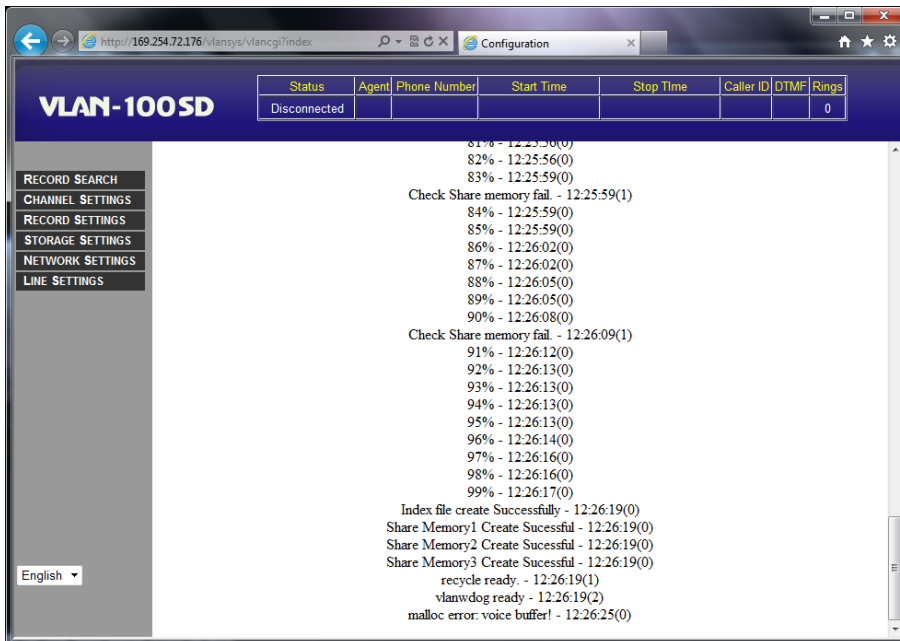 http://169.254.72.176/vlansys/vlancgi?index
Configuration
VLAN-100SD
Status Agent Phone Number Start Time Stop TIme Caller ID DTMF Rings
Disconnected 0
RECORD SEARCH
CHANNEL SETTINGS
RECORD SETTINGS
STORAGE SETTINGS
NETWORK SETTINGS
LINE SETTINGS
81% - 12:25:56(0)
82% - 12:25:56(0)
83% - 12:25:59(0)
Check Share memory fail. - 12:25:59(1)
84% - 12:25:59(0)
85% - 12:25:59(0)
86% - 12:26:02(0)
87% - 12:26:02(0)
88% - 12:26:05(0)
89% - 12:26:05(0)
90% - 12:26:08(0)
Check Share memory fail. - 12:26:09(1)
91% - 12:26:12(0)
92% - 12:26:13(0)
93% - 12:26:13(0)
94% - 12:26:13(0)
95% - 12:26:13(0)
96% - 12:26:14(0)
97% - 12:26:16(0)
98% - 12:26:16(0)
99% - 12:26:17(0)
Index file create Successfully - 12:26:19(0)
Share Memory1 Create Sucessful - 12:26:19(0)
Share Memory2 Create Sucessful - 12:26:19(0)
Share Memory3 Create Sucessful - 12:26:19(0)
recycle ready. - 12:26:19(1)
vlanwdog ready - 12:26:19(2)
malloc error: voice buffer! - 12:26:25(0)
English